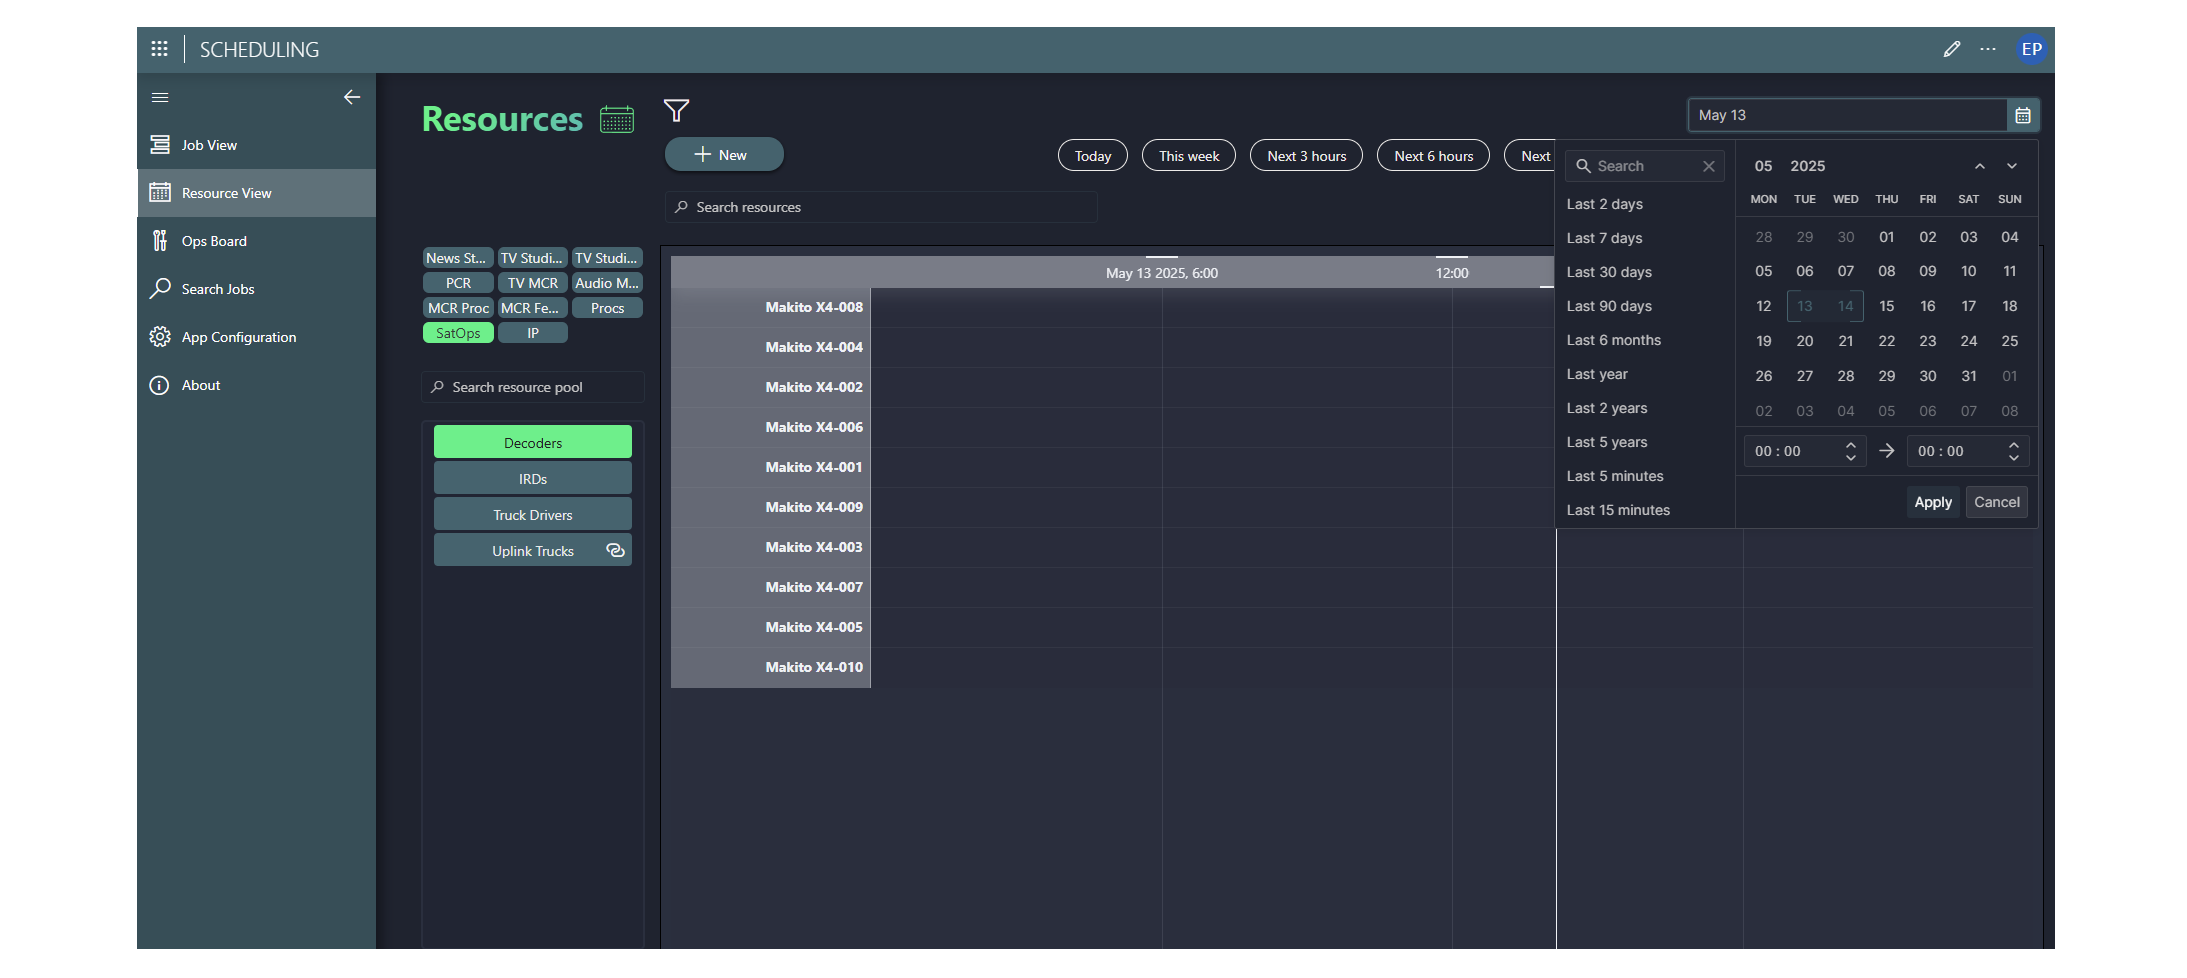 SCHEDULING
EP
Job View
Resource View
Ops Board
Search Jobs
App Configuration
About
Resources
New
Search resources
Today
This week
Next 3 hours
Next 6 hours
Next
May 13
News St...
TV Studi...
TV Studi...
PCR
TV MCR
Audio M...
MCR Proc
MCR Fe...
Procs
SatOps
IP
Search resource pool
Decoders
IRDs
Truck Drivers
Uplink Trucks
May 13 2025, 6:00
12:00
Makito X4-008
Makito X4-004
Makito X4-002
Makito X4-006
Makito X4-001
Makito X4-009
Makito X4-003
Makito X4-007
Makito X4-005
Makito X4-010
Search
Last 2 days
Last 7 days
Last 30 days
Last 90 days
Last 6 months
Last year
Last 2 years
Last 5 years
Last 5 minutes
Last 15 minutes
05 2025
MON TUE WED THU FRI SAT SUN
28 29 30 01 02 03 04
05 06 07 08 09 10 11
12 13 14 15 16 17 18
19 20 21 22 23 24 25
26 27 28 29 30 31 01
02 03 04 05 06 07 08
00 : 00
00 : 00
Apply
Cancel